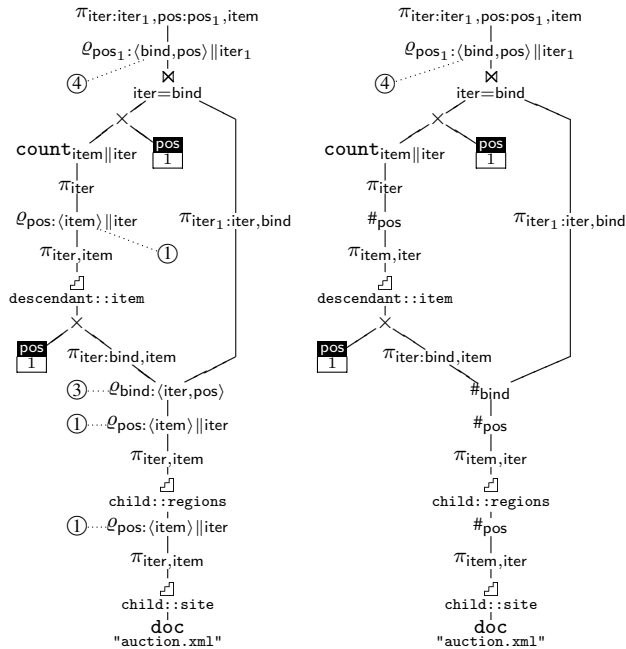 π iter:iter1,pos:pos1,item
ϱ pos1:⟨bind,pos⟩‖iter1
④
⋈
iter=bind
×
count item‖iter
pos
1
π iter
ϱ pos:⟨item⟩‖iter
π iter1:iter,bind
①
π iter,item
descendant::item
×
pos
1
π iter:bind,item
③
ϱ bind:⟨iter,pos⟩
①
ϱ pos:⟨item⟩‖iter
π iter,item
child::regions
①
ϱ pos:⟨item⟩‖iter
π iter,item
child::site
doc
"auction.xml"
π iter:iter1,pos:pos1,item
ϱ pos1:⟨bind,pos⟩‖iter1
④
⋈
iter=bind
×
count item‖iter
pos
1
π iter
# pos
π iter1:iter,bind
π item,iter
descendant::item
×
pos
1
π iter:bind,item
# bind
# pos
π item,iter
child::regions
# pos
π item,iter
child::site
doc
"auction.xml"